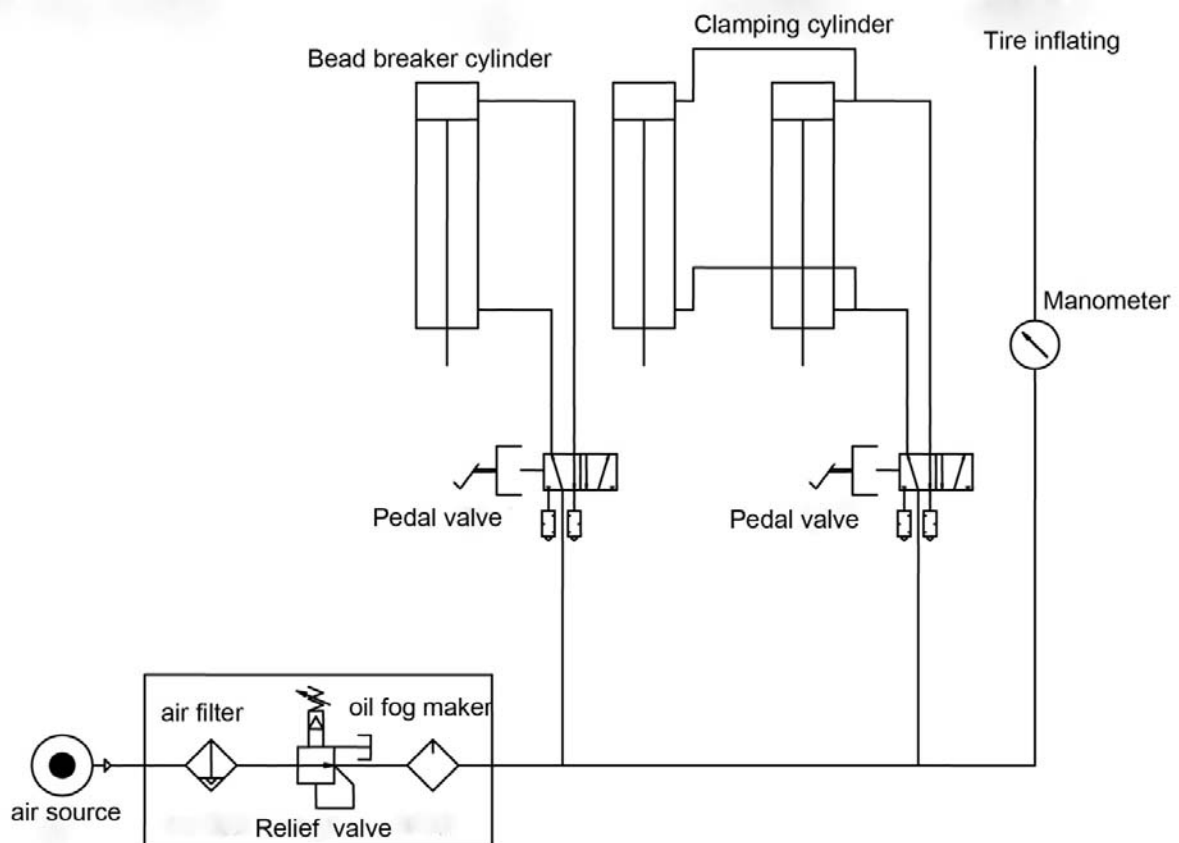 Clamping cylinder
Tire inflating
Bead breaker cylinder
Manometer
Pedal valve
Pedal valve
air filter
oil fog maker
air source
Relief valve